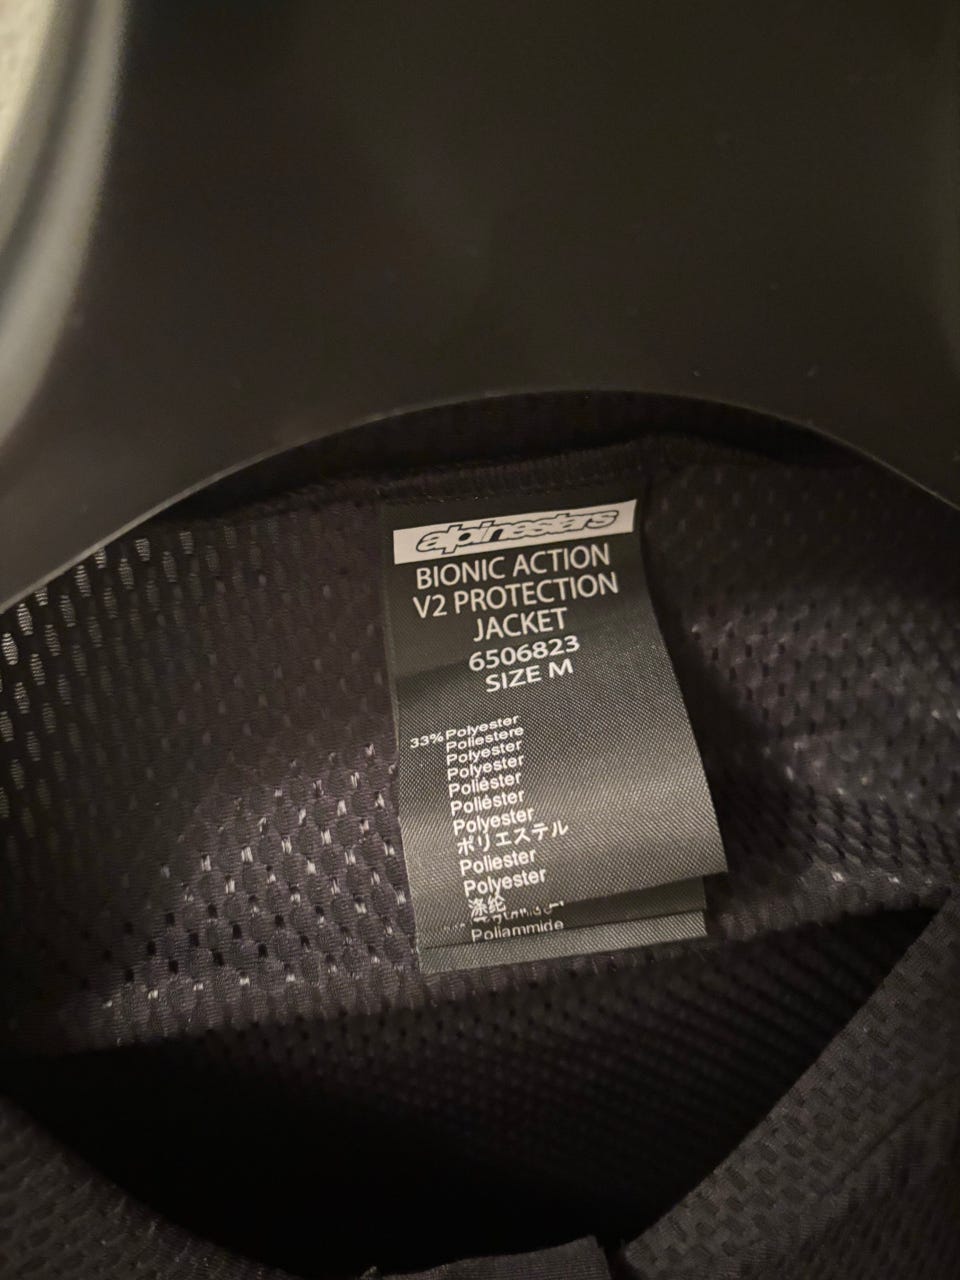 alpinestars
BIONIC ACTION
V2 PROTECTION
JACKET
6506823
SIZE M
33% Polyester
Poliestere
Polyester
Polyester
Poliéster
Poliéster
Polyester
ポリエステル
Poliester
Polyester
涤纶
Poliammide